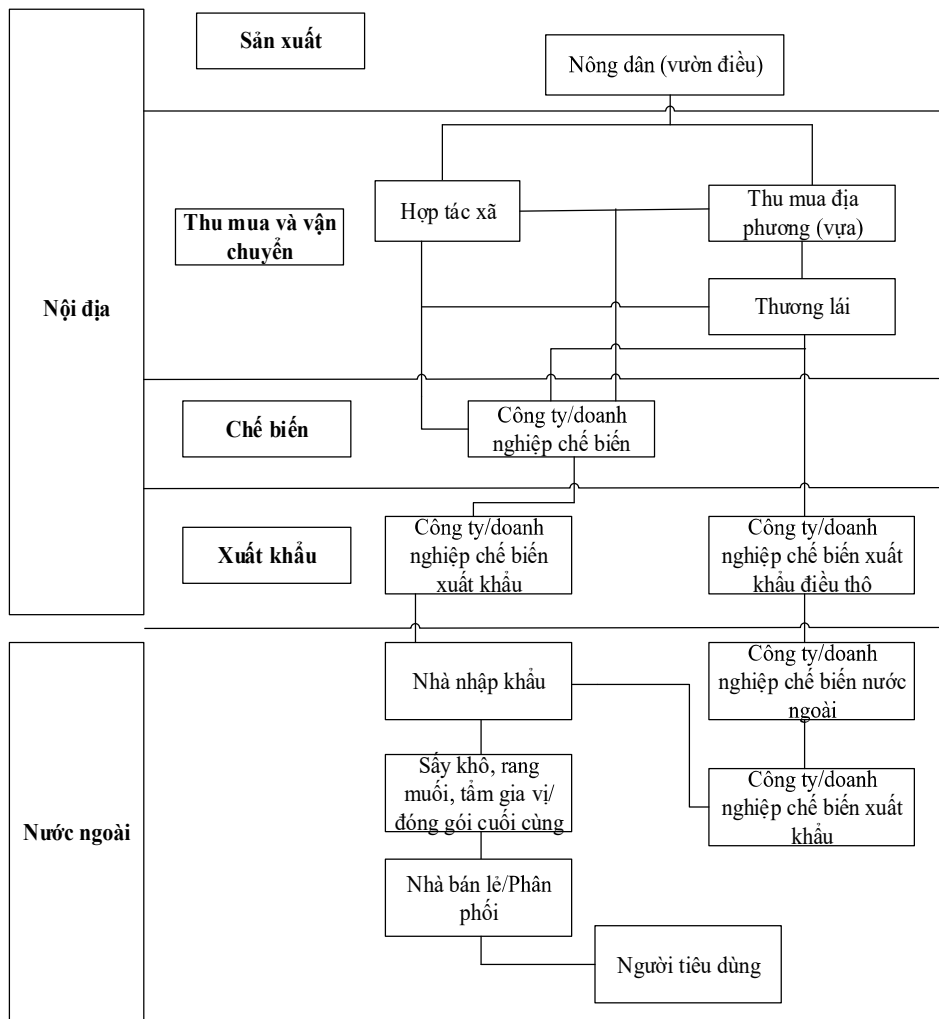 Sản xuất
Nông dân (vườn điều)
Hợp tác xã
Thu mua địa
phương (vựa)
Thu mua và vận
chuyển
Thương lái
Nội địa
Chế biến
Công ty/doanh
nghiệp chế biến
Xuất khẩu
Công ty/doanh
nghiệp chế biến
xuất khẩu
Công ty/doanh
nghiệp chế biến xuất
khẩu điều thô
Nhà nhập khẩu
Công ty/doanh
nghiệp chế biến nước
ngoài
Sấy khô, rang
muối, tẩm gia vị/
đóng gói cuối cùng
Công ty/doanh
nghiệp chế biến xuất
khẩu
Nước ngoài
Nhà bán lẻ/Phân
phối
Người tiêu dùng